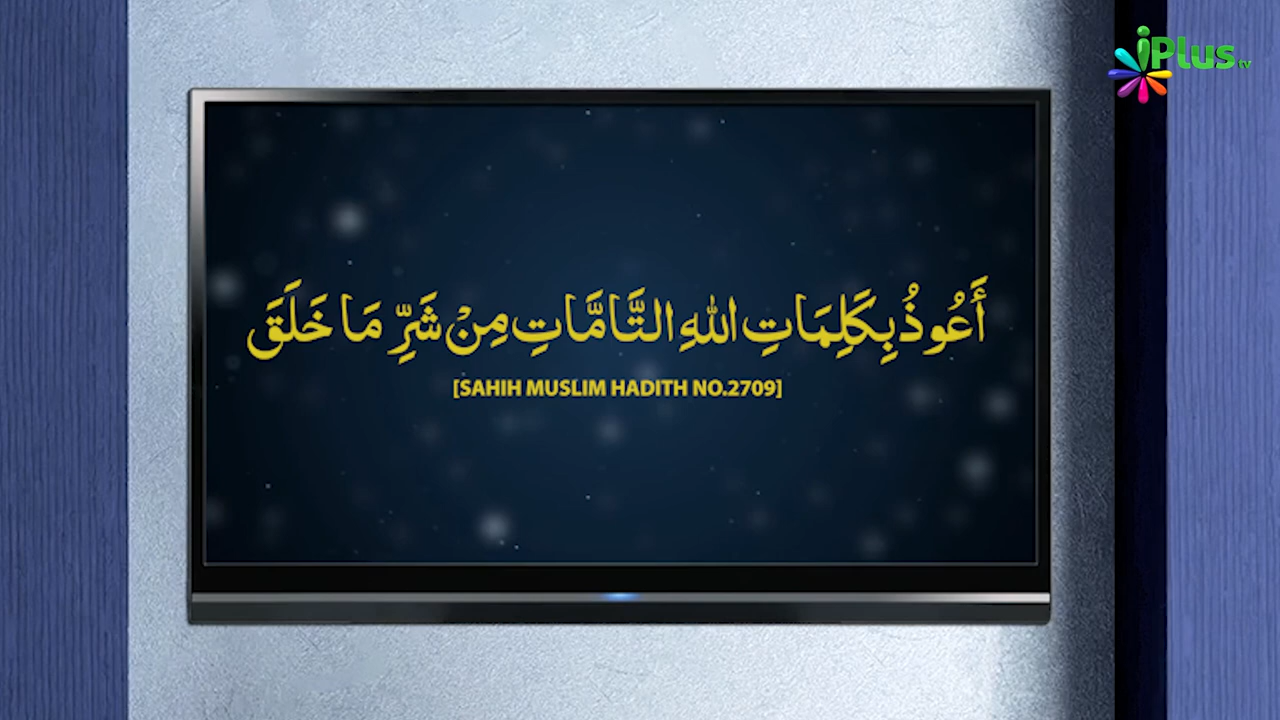 iPlus tv
أَعُوذُ بِكَلِمَاتِ اللهِ التَّامَّاتِ مِنْ شَرِّ مَا خَلَقَ
[SAHIH MUSLIM HADITH NO.2709]